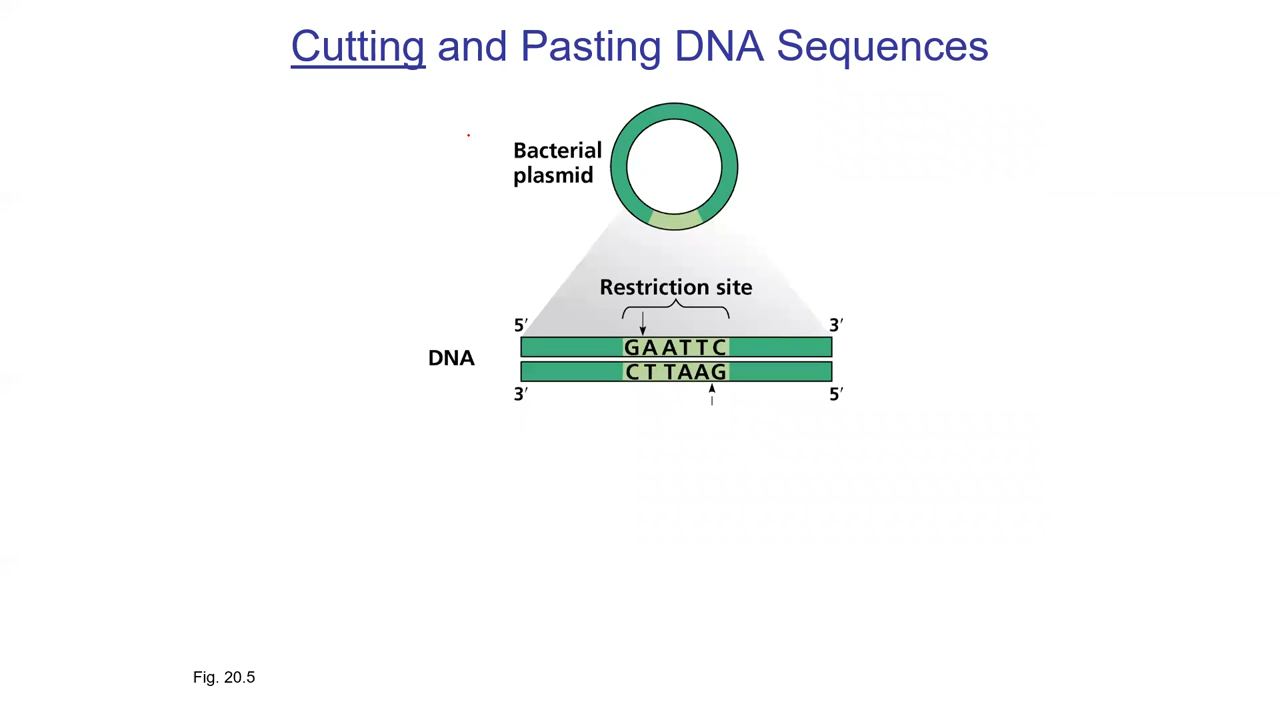 Cutting and Pasting DNA Sequences
Bacterial
plasmid
Restriction site
5′ 3′
GAATTC
DNA
CTTAAG
3′ 5′
Fig. 20.5